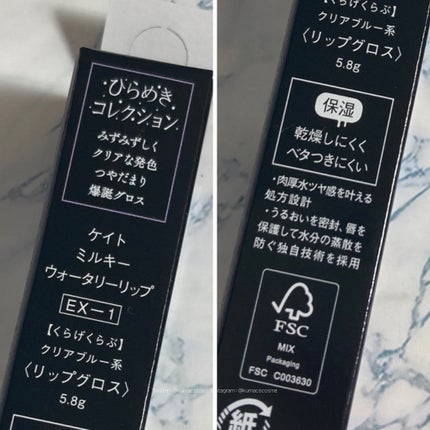 ひらめき
コレクション
みずみずしく
クリアな発色
つやだまり
爆誕グロス
ケイト
ミルキー
ウォータリーリップ
EX－1
【くらげくらぶ】
クリアブルー系
〈リップグロス〉
5.8g
【くらげくらぶ】
クリアブルー系
〈リップグロス〉
5.8g
保湿
乾燥しにくく
ベタつきにくい
・肉厚水ツヤ感を叶える
処方設計
・うるおいを密封、唇を
保護して水分の蒸散を
防ぐ独自技術を採用
FSC
MIX
Packaging
FSC C003630
紙